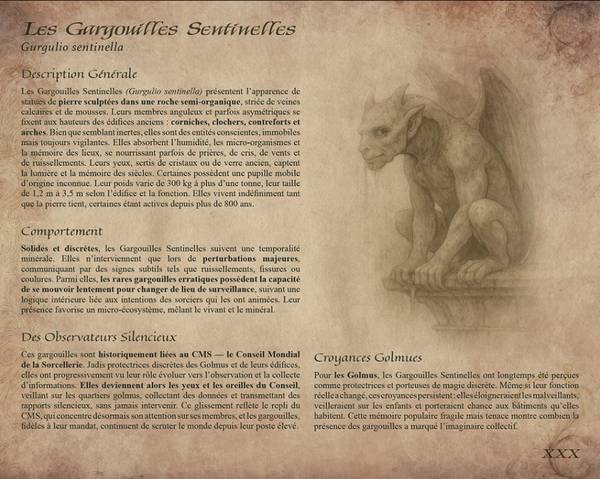 Les Gargouilles Sentinelles
Gurgulio sentinella
Description Générale
Les Gargouilles Sentinelles (Gurgulio sentinella) présentent l'apparence de
statues de pierre sculptées dans une roche semi-organique, striée de veines
calcaires et de mousses. Leurs membres anguleux et parfois asymétriques se
fixent aux hauteurs des édifices anciens : corniches, clochers, contreforts et
arches. Bien que semblant inertes, elles sont des entités conscientes, immobiles
mais toujours vigilantes. Elles absorbent l'humidité, les micro-organismes et
la mémoire des lieux, se nourrissant parfois de prières, de cris, de vents et
de ruissellements. Leurs yeux, sertis de cristaux ou de verre ancien, captent
la lumière et la mémoire des siècles. Certaines possèdent une pupille mobile
d'origine inconnue. Leur poids varie de 300 kg à plus d'une tonne, leur taille
de 1,2 m à 3,5 m selon l'édifice et la fonction. Elles vivent indéfiniment tant
que la pierre tient, certaines étant actives depuis plus de 800 ans.
Comportement
Solides et discrètes, les Gargouilles Sentinelles suivent une temporalité
minérale. Elles n'interviennent que lors de perturbations majeures,
communiquant par des signes subtils tels que ruissellements, fissures ou
coulures. Parmi elles, les rares gargouilles erratiques possèdent la capacité
de se mouvoir lentement pour changer de lieu de surveillance, suivant une
logique intérieure liée aux intentions des sorciers qui les ont animées. Leur
présence favorise un micro-écosystème, mêlant le vivant et le minéral.
Des Observateurs Silencieux
Ces gargouilles sont historiquement liées au CMS — le Conseil Mondial
de la Sorcellerie. Jadis protectrices discrètes des Golmus et de leurs édifices,
elles ont progressivement vu leur rôle évoluer vers l'observation et la collecte
d'informations. Elles deviennent alors les yeux et les oreilles du Conseil,
veillant sur les quartiers golmus, collectant des données et transmettant des
rapports silencieux, sans jamais intervenir. Ce glissement reflète le repli du
CMS, qui concentre désormais son attention sur ses membres, et les gargouilles,
fidèles à leur mandat, continuent de scruter le monde depuis leur poste élevé.
Croyances Golmues
Pour les Golmus, les Gargouilles Sentinelles ont longtemps été perçues
comme protectrices et porteuses de magie discrète. Même si leur fonction
réelle a changé, ces croyances persistent : elles éloigneraient les malveillants,
veilleraient sur les enfants et porteraient chance aux bâtiments qu'elles
habitent. Cette mémoire populaire fragile mais tenace montre combien la
présence des gargouilles a marqué l'imaginaire collectif.
XXX